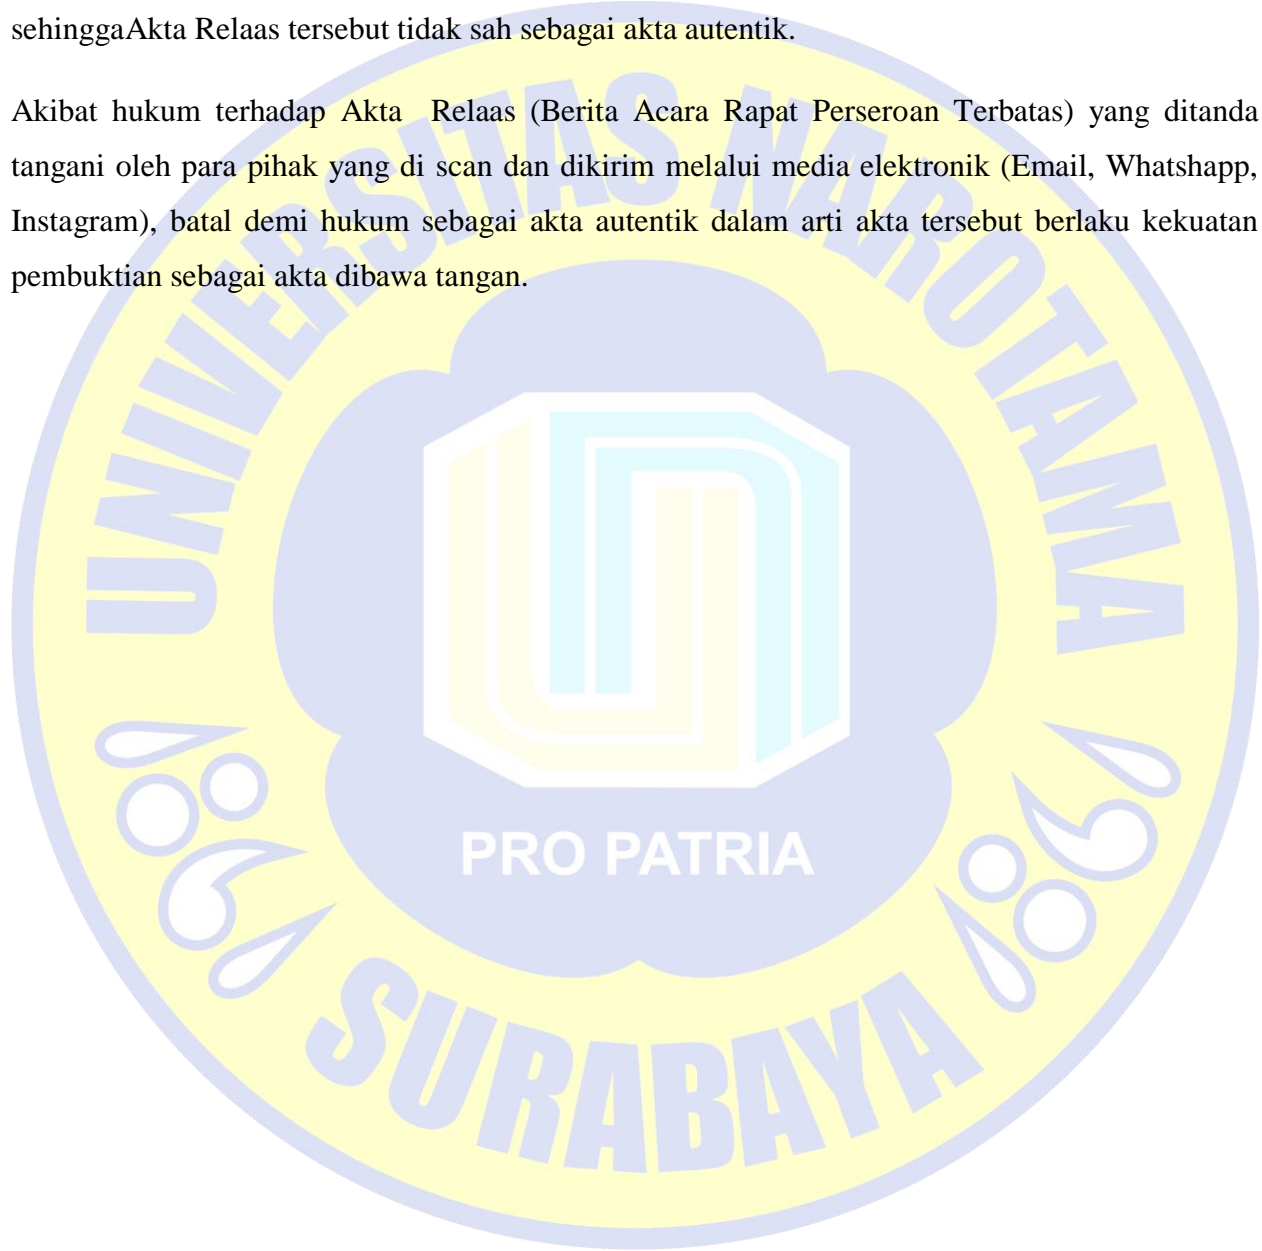 sehinggaAkta Relaas tersebut tidak sah sebagai akta autentik.
Akibat hukum terhadap Akta Relaas (Berita Acara Rapat Perseroan Terbatas) yang ditanda
tangani oleh para pihak yang di scan dan dikirim melalui media elektronik (Email, Whatshapp,
Instagram), batal demi hukum sebagai akta autentik dalam arti akta tersebut berlaku kekuatan
pembuktian sebagai akta dibawa tangan.
UNIVERSITAS NAROTAMA
PRO PATRIA
SURABAYA